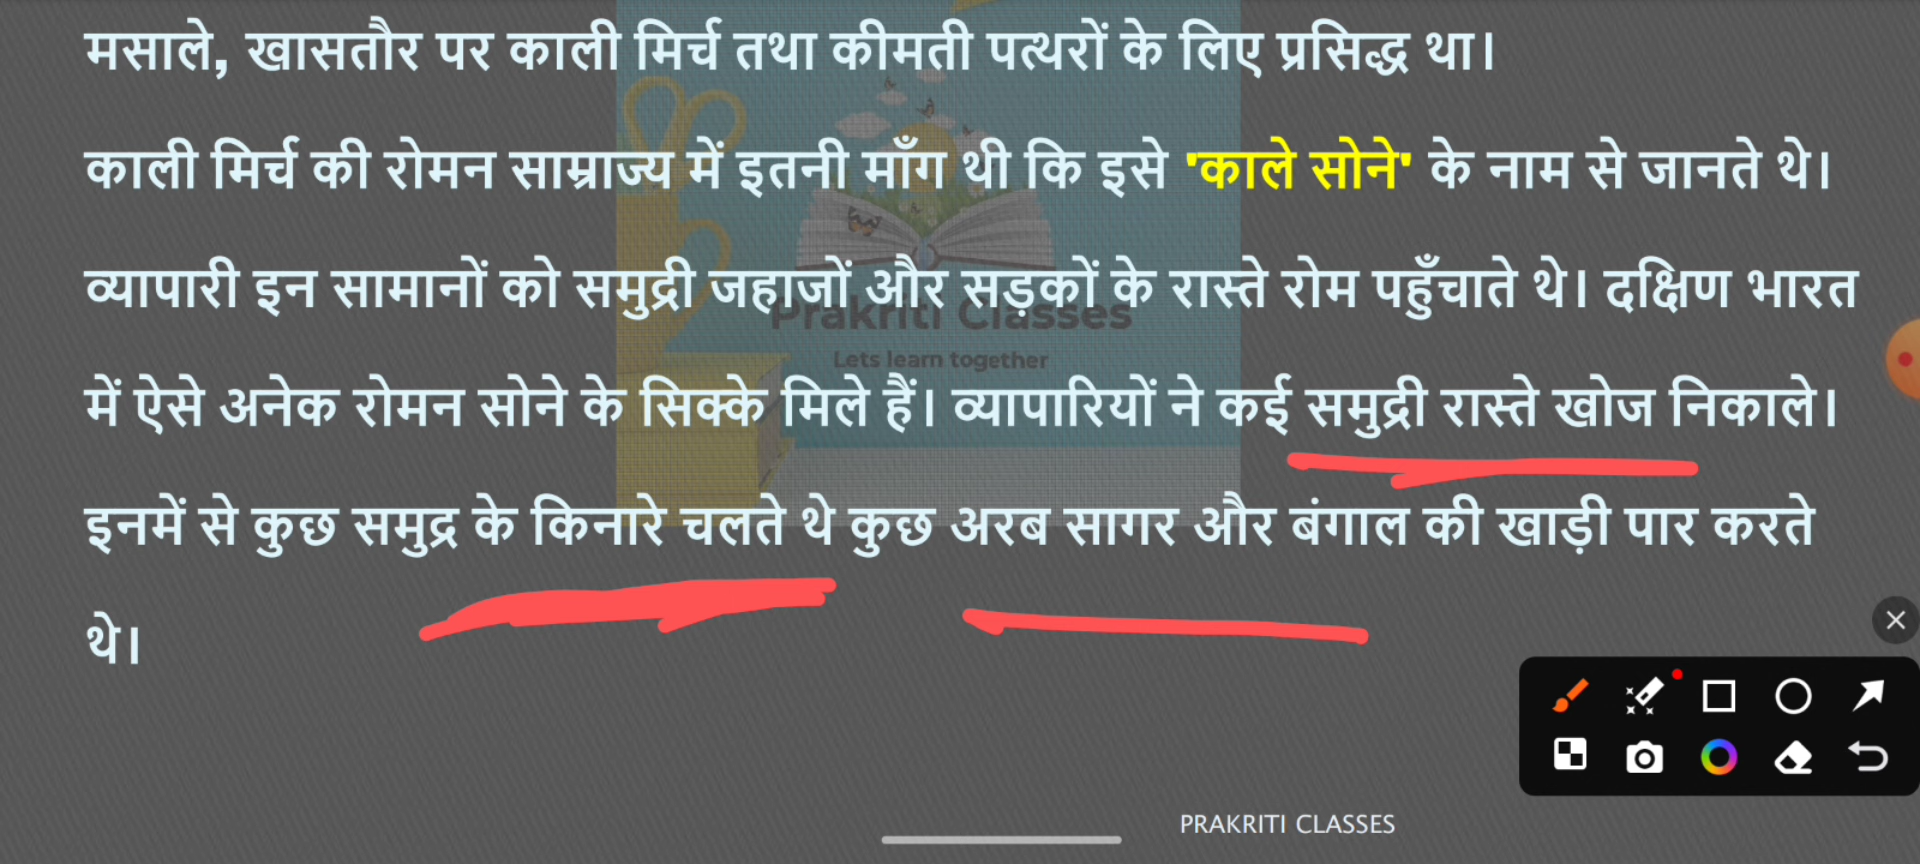 मसाले, खासतौर पर काली मिर्च तथा कीमती पत्थरों के लिए प्रसिद्ध था।
काली मिर्च की रोमन साम्राज्य में इतनी माँग थी कि इसे 'काले सोने' के नाम से जानते थे।
व्यापारी इन सामानों को समुद्री जहाजों और सड़कों के रास्ते रोम पहुँचाते थे। दक्षिण भारत
Prakriti Classes
Lets learn together
में ऐसे अनेक रोमन सोने के सिक्के मिले हैं। व्यापारियों ने कई समुद्री रास्ते खोज निकाले।
इनमें से कुछ समुद्र के किनारे चलते थे कुछ अरब सागर और बंगाल की खाड़ी पार करते
थे।
PRAKRITI CLASSES